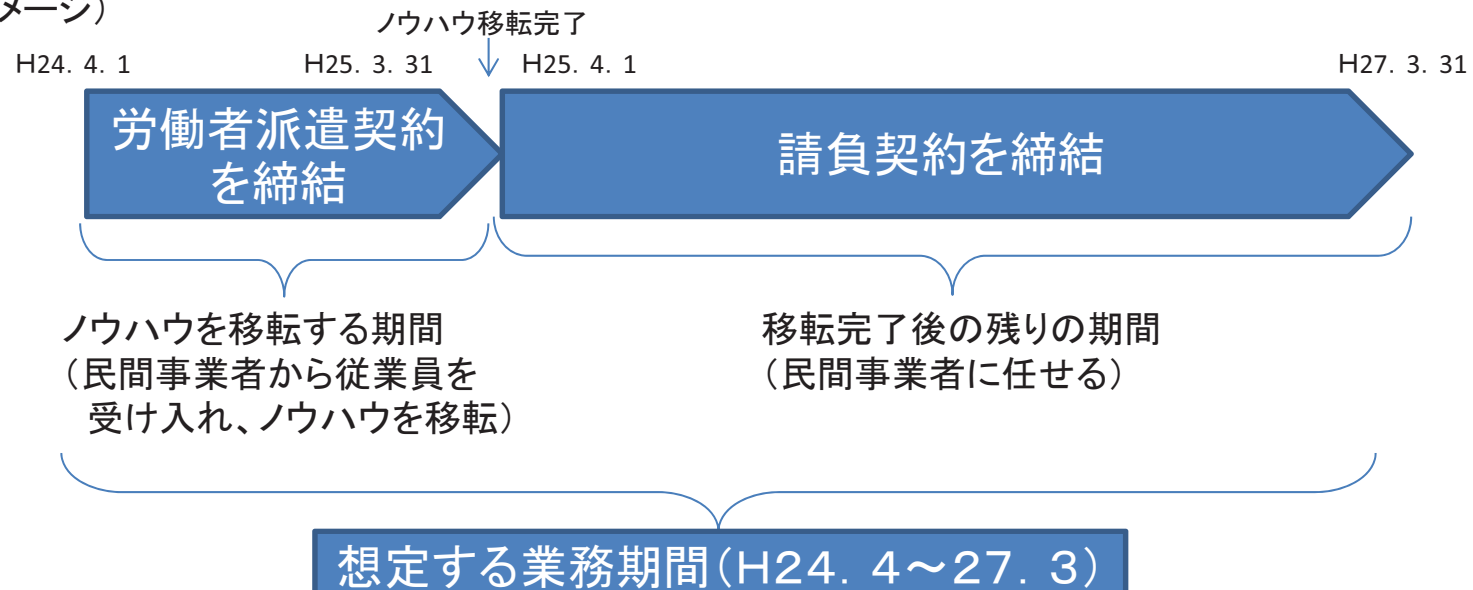 メージ）
ノウハウ移転完了
H24. 4. 1
H25. 3. 31
H25. 4. 1
H27. 3. 31
労働者派遣契約
を締結
請負契約を締結
ノウハウを移転する期間
（民間事業者から従業員を
受け入れ、ノウハウを移転）
移転完了後の残りの期間
（民間事業者に任せる）
想定する業務期間（H24. 4～27. 3）